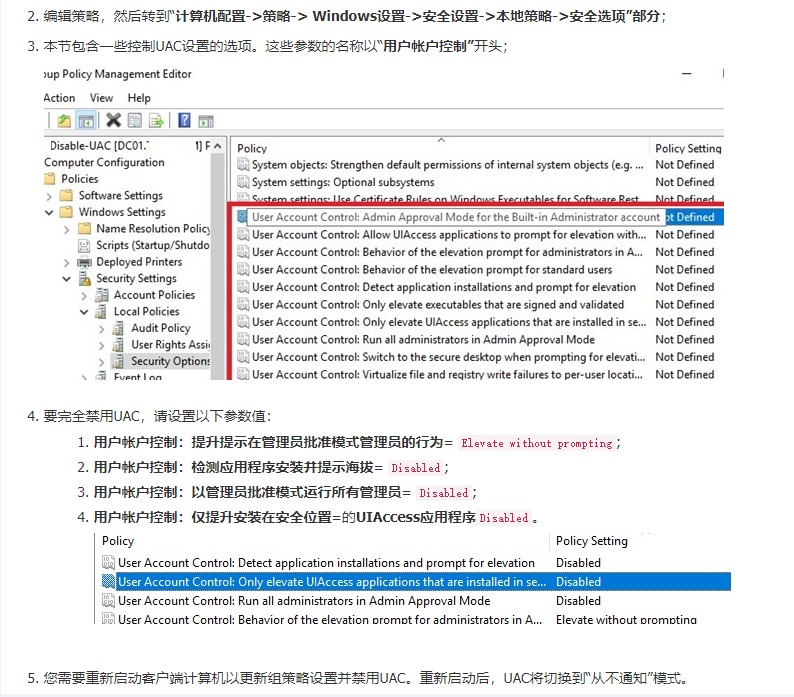 2. 编辑策略，然后转到“计算机配置->策略-> Windows设置->安全设置->本地策略->安全选项”部分；
3. 本节包含一些控制UAC设置的选项。这些参数的名称以“用户帐户控制”开头；
oup Policy Management Editor
Action View Help
Disable-UAC [DC01.
Computer Configuration
Policies
Software Settings
Windows Settings
Name Resolution Policy
Scripts (Startup/Shutdo
Deployed Printers
Security Settings
Account Policies
Local Policies
Audit Policy
User Rights Assig
Security Options
Event Log
Policy Policy Setting
System objects: Strengthen default permissions of internal system objects (e.g. ... Not Defined
System settings: Optional subsystems Not Defined
System settings: Use Certificate Rules on Windows Executables for Software Rest... Not Defined
User Account Control: Admin Approval Mode for the Built-in Administrator account ot Defined
User Account Control: Allow UIAccess applications to prompt for elevation with... Not Defined
User Account Control: Behavior of the elevation prompt for administrators in A... Not Defined
User Account Control: Behavior of the elevation prompt for standard users Not Defined
User Account Control: Detect application installations and prompt for elevation Not Defined
User Account Control: Only elevate executables that are signed and validated Not Defined
User Account Control: Only elevate UIAccess applications that are installed in se... Not Defined
User Account Control: Run all administrators in Admin Approval Mode Not Defined
User Account Control: Switch to the secure desktop when prompting for elevati... Not Defined
User Account Control: Virtualize file and registry write failures to per-user locati... Not Defined
4. 要完全禁用UAC，请设置以下参数值：
1. 用户帐户控制：提升提示在管理员批准模式管理员的行为= Elevate without prompting；
2. 用户帐户控制：检测应用程序安装并提示海拔= Disabled；
3. 用户帐户控制：以管理员批准模式运行所有管理员= Disabled；
4. 用户帐户控制：仅提升安装在安全位置=的UIAccess应用程序 Disabled。
Policy Policy Setting
User Account Control: Detect application installations and prompt for elevation Disabled
User Account Control: Only elevate UIAccess applications that are installed in se... Disabled
User Account Control: Run all administrators in Admin Approval Mode Disabled
User Account Control: Behavior of the elevation prompt for administrators in A... Elevate without prompting
5. 您需要重新启动客户端计算机以更新组策略设置并禁用UAC。重新启动后，UAC将切换到“从不通知”模式。